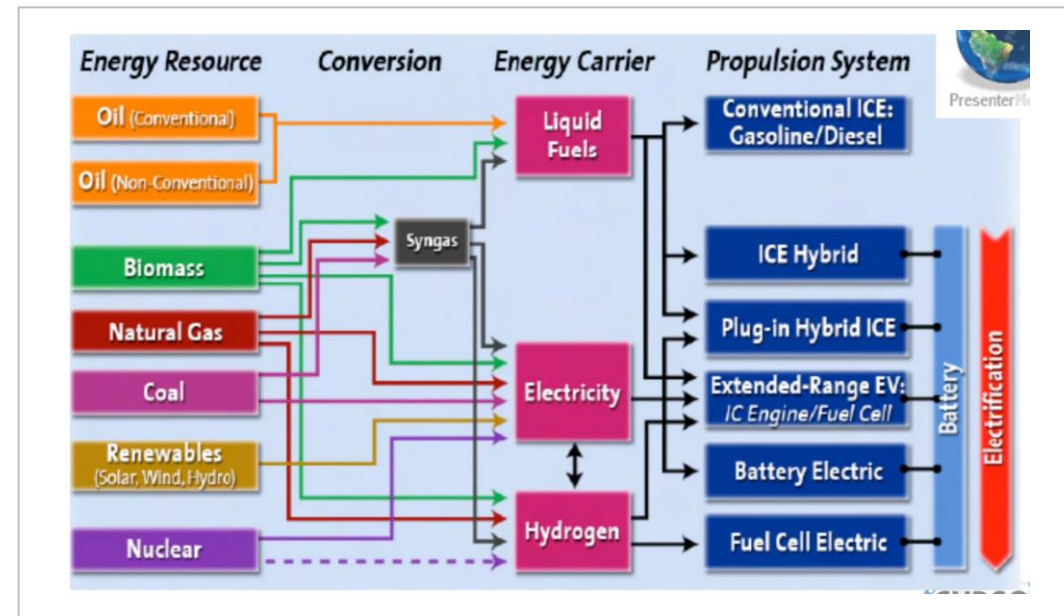 Energy Resource
Conversion
Energy Carrier
Propulsion System
Oil (Conventional)
Oil (Non-Conventional)
Biomass
Natural Gas
Coal
Renewables
(Solar, Wind, Hydro)
Nuclear
Syngas
Liquid
Fuels
Electricity
Hydrogen
Conventional ICE:
Gasoline/Diesel
ICE Hybrid
Plug-in Hybrid ICE
Extended-Range EV:
IC Engine/Fuel Cell
Battery Electric
Fuel Cell Electric
Battery
Electrification